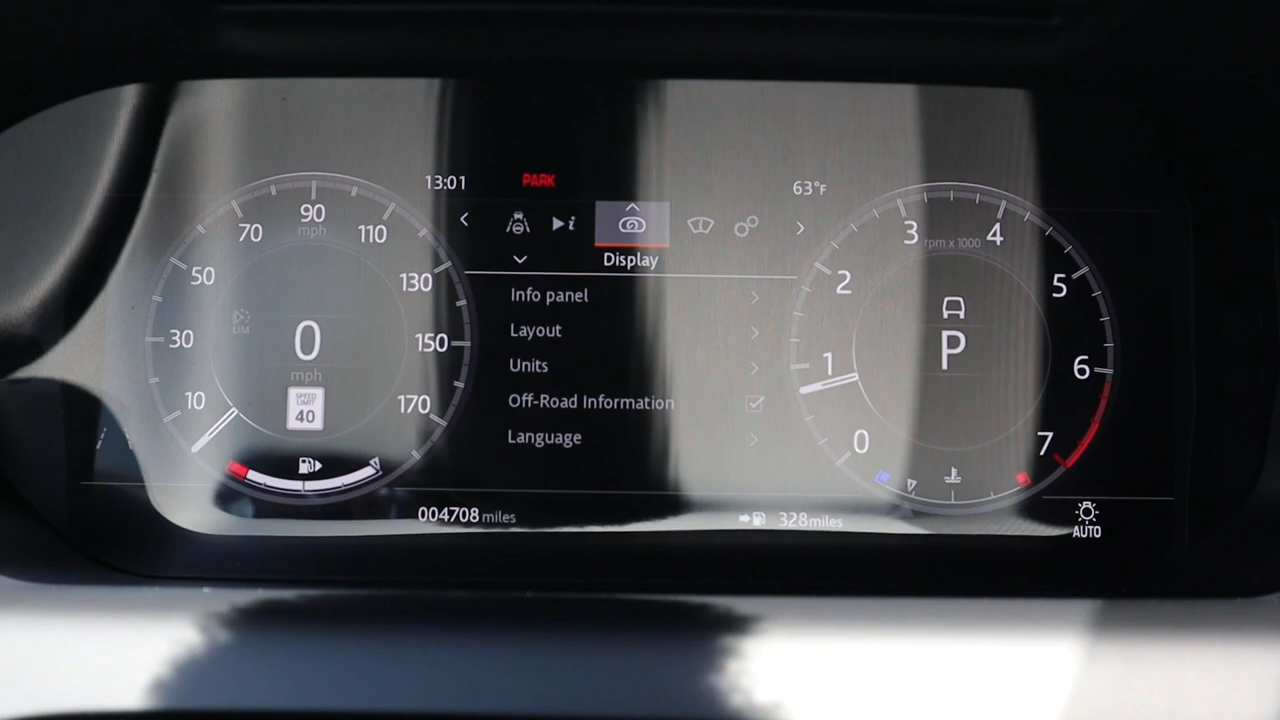 13:01 PARK 63°F
Display
Info panel
Layout
Units
Off-Road Information
Language
90
mph
70 110
50 130
30 150
10 170
LIM
0
mph
SPEED
LIMIT
40
3 4
rpm x 1000
2 5
1 6
0 7
P
004708 miles 328 miles
AUTO